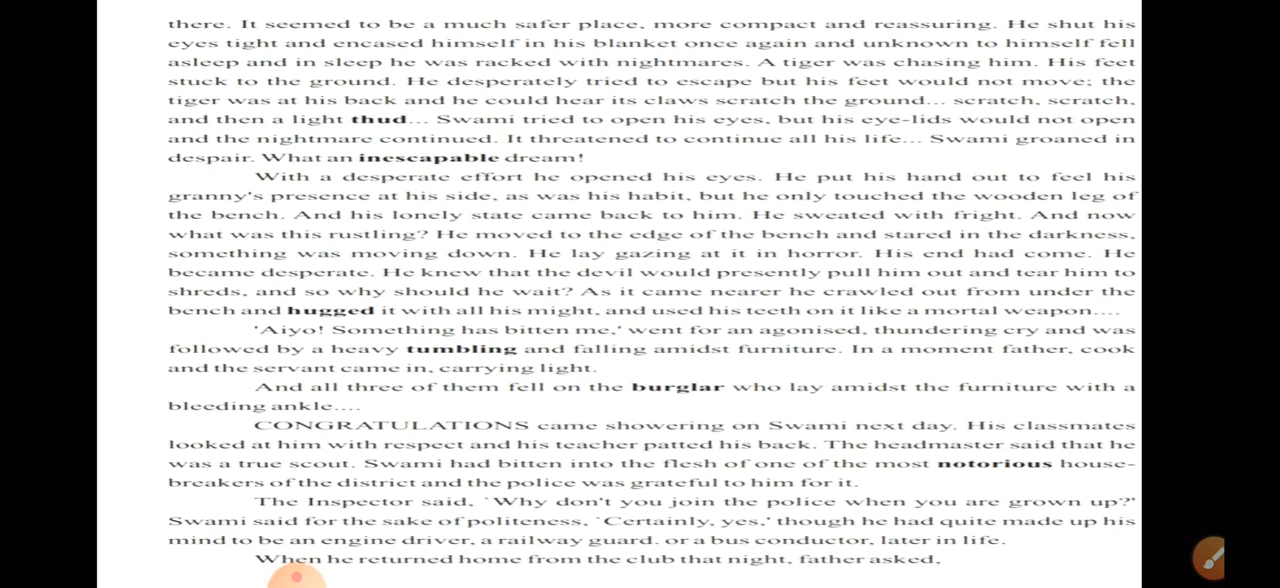 there. It seemed to be a much safer place, more compact and reassuring. He shut his
eyes tight and encased himself in his blanket once again and unknown to himself fell
asleep and in sleep he was racked with nightmares. A tiger was chasing him. His feet
stuck to the ground. He desperately tried to escape but his feet would not move; the
tiger was at his back and he could hear its claws scratch the ground... scratch, scratch,
and then a light thud... Swami tried to open his eyes, but his eye-lids would not open
and the nightmare continued. It threatened to continue all his life... Swami groaned in
despair. What an inescapable dream!
With a desperate effort he opened his eyes. He put his hand out to feel his
granny's presence at his side, as was his habit, but he only touched the wooden leg of
the bench. And his lonely state came back to him. He sweated with fright. And now
what was this rustling? He moved to the edge of the bench and stared in the darkness,
something was moving down. He lay gazing at it in horror. His end had come. He
became desperate. He knew that the devil would presently pull him out and tear him to
shreds, and so why should he wait? As it came nearer he crawled out from under the
bench and hugged it with all his might, and used his teeth on it like a mortal weapon....
'Aiyo! Something has bitten me,' went for an agonised, thundering cry and was
followed by a heavy tumbling and falling amidst furniture. In a moment father, cook
and the servant came in, carrying light.
And all three of them fell on the burglar who lay amidst the furniture with a
bleeding ankle....
CONGRATULATIONS came showering on Swami next day. His classmates
looked at him with respect and his teacher patted his back. The headmaster said that he
was a true scout. Swami had bitten into the flesh of one of the most notorious house-
breakers of the district and the police was grateful to him for it.
The Inspector said, `Why don't you join the police when you are grown up?'
Swami said for the sake of politeness, `Certainly, yes,' though he had quite made up his
mind to be an engine driver, a railway guard, or a bus conductor, later in life.
When he returned home from the club that night, father asked,